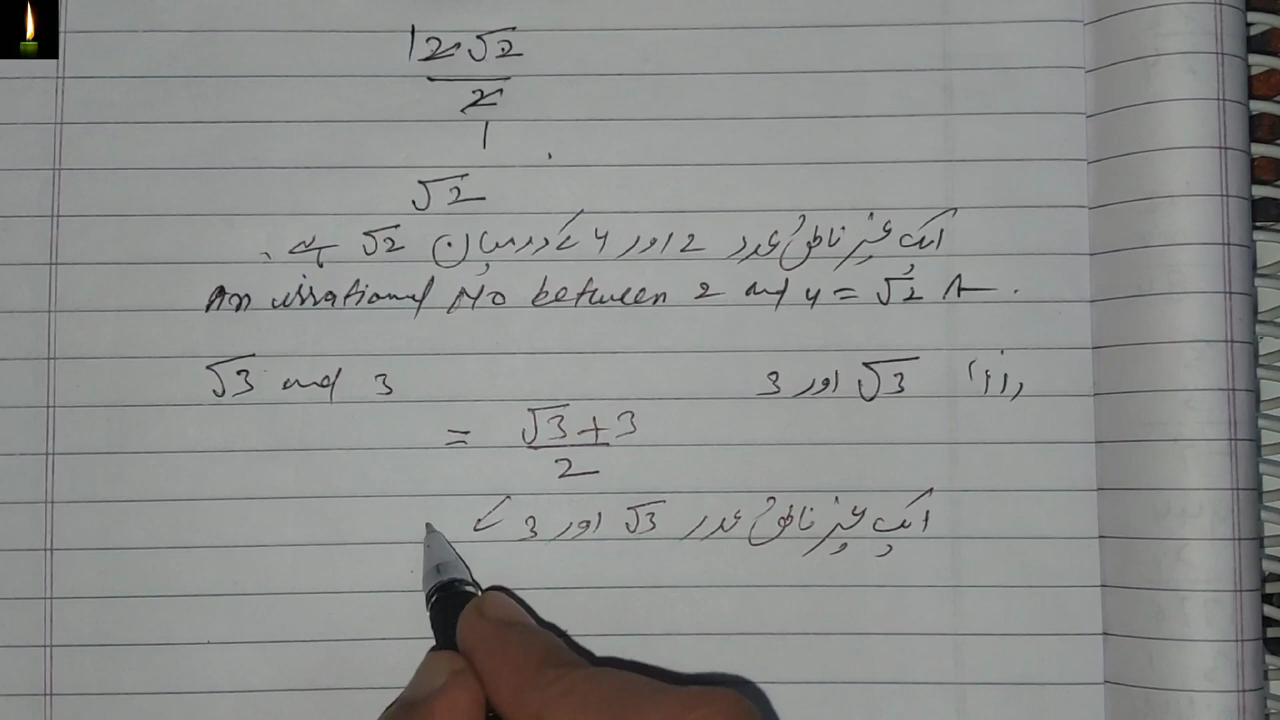 12√2
2
1
√2
ایک غیر ناطق عدد 2 اور 4 کے درمیان √2 ہے۔
An irrational No between 2 and 4 = √2 A
√3 and 3
√3 اور 3 (ii)
= √3+3
2
ایک غیر ناطق عدد √3 اور 3 کے